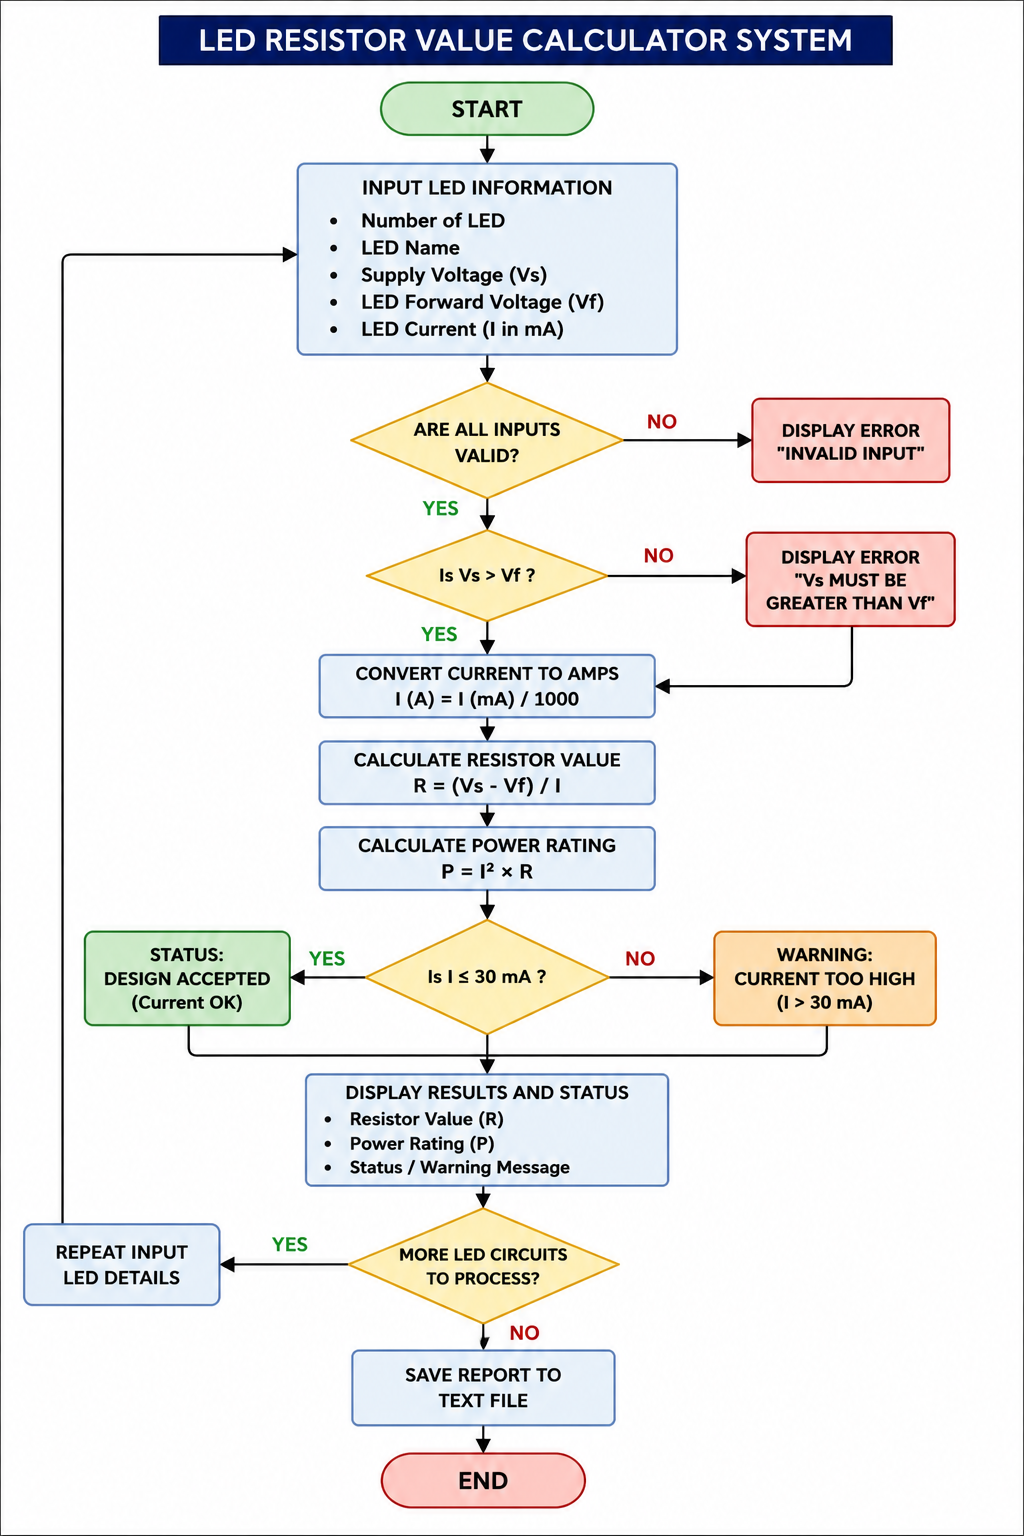 LED RESISTOR VALUE CALCULATOR SYSTEM
START
INPUT LED INFORMATION
• Number of LED
• LED Name
• Supply Voltage (Vs)
• LED Forward Voltage (Vf)
• LED Current (I in mA)
ARE ALL INPUTS
VALID?
NO
DISPLAY ERROR
"INVALID INPUT"
YES
Is Vs > Vf ?
NO
DISPLAY ERROR
"Vs MUST BE
GREATER THAN Vf"
YES
CONVERT CURRENT TO AMPS
I (A) = I (mA) / 1000
CALCULATE RESISTOR VALUE
R = (Vs - Vf) / I
CALCULATE POWER RATING
P = I² × R
Is I ≤ 30 mA ?
YES
STATUS:
DESIGN ACCEPTED
(Current OK)
NO
WARNING:
CURRENT TOO HIGH
(I > 30 mA)
DISPLAY RESULTS AND STATUS
• Resistor Value (R)
• Power Rating (P)
• Status / Warning Message
MORE LED CIRCUITS
TO PROCESS?
YES
REPEAT INPUT
LED DETAILS
NO
SAVE REPORT TO
TEXT FILE
END